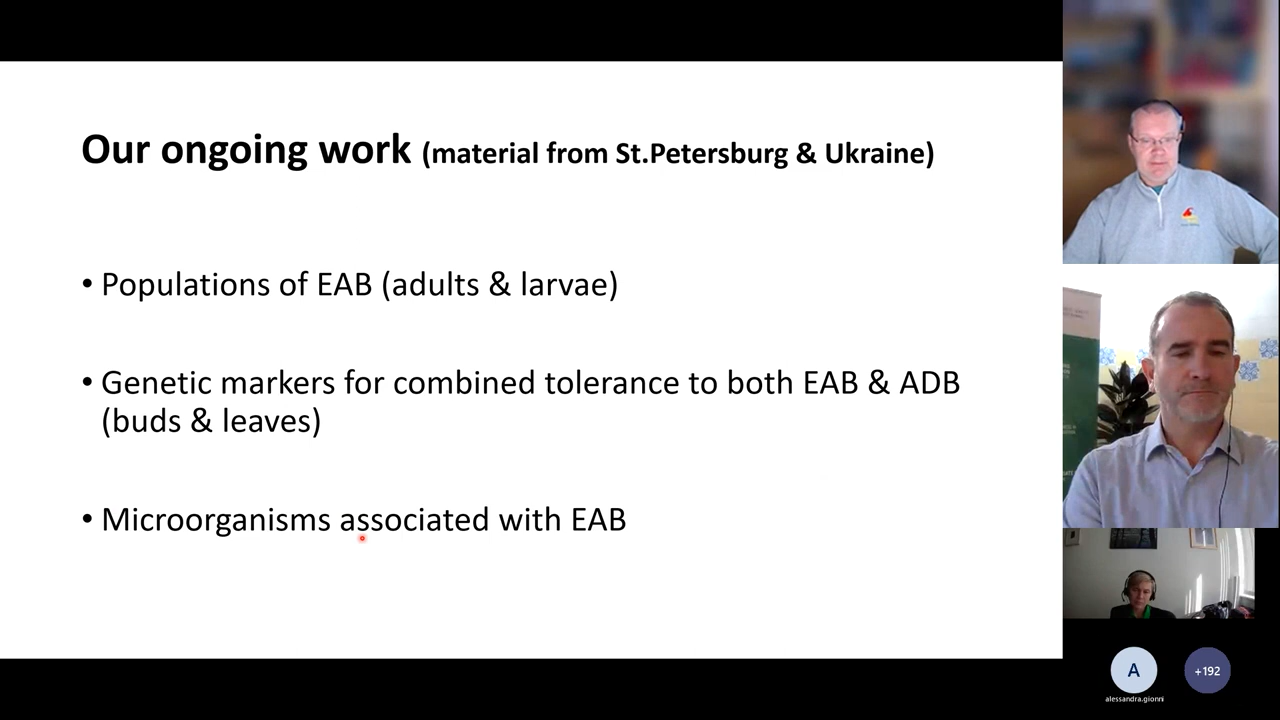 Our ongoing work (material from St.Petersburg & Ukraine)
• Populations of EAB (adults & larvae)
• Genetic markers for combined tolerance to both EAB & ADB
(buds & leaves)
• Microorganisms associated with EAB
A
+192
alessandra.gionni